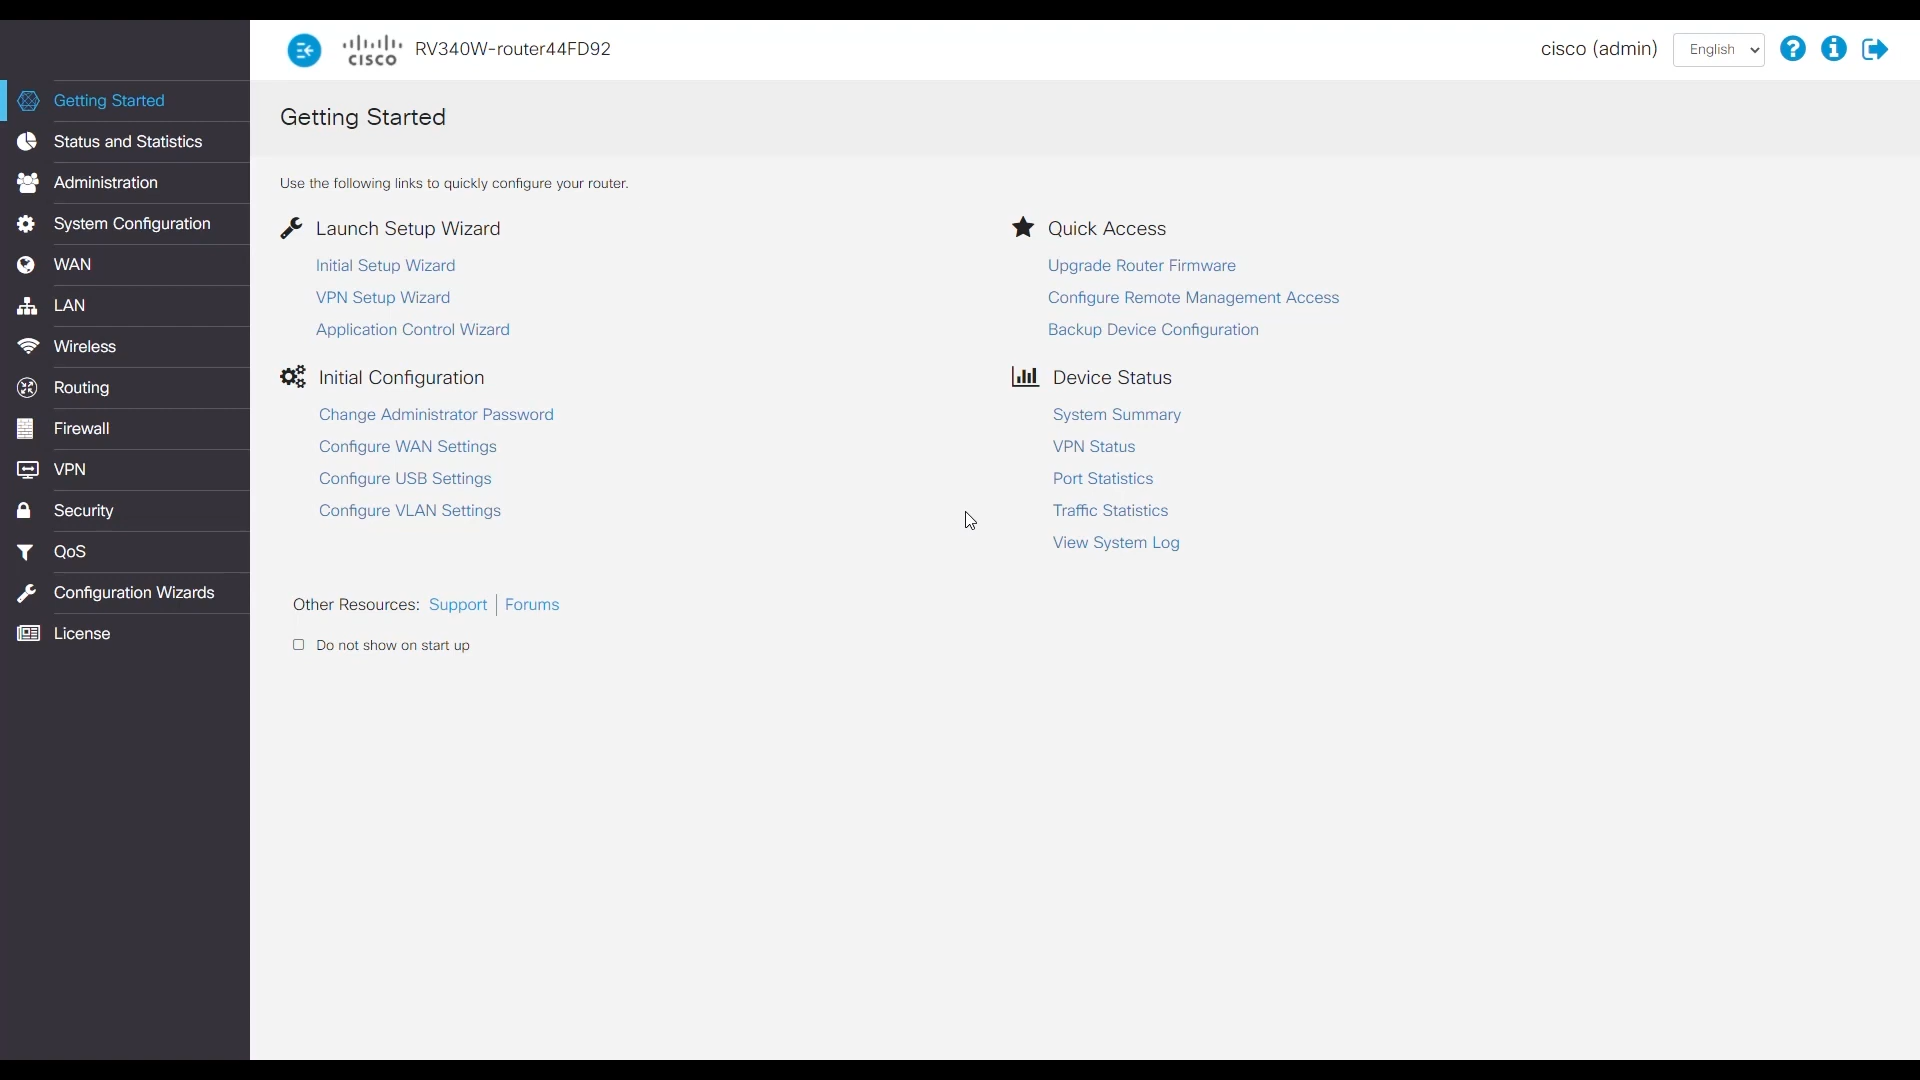 cisco
RV340W-router44FD92
cisco (admin)
English
Getting Started
Status and Statistics
Administration
System Configuration
WAN
LAN
Wireless
Routing
Firewall
VPN
Security
QoS
Configuration Wizards
License
Getting Started
Use the following links to quickly configure your router.
Launch Setup Wizard
Initial Setup Wizard
VPN Setup Wizard
Application Control Wizard
Initial Configuration
Change Administrator Password
Configure WAN Settings
Configure USB Settings
Configure VLAN Settings
Quick Access
Upgrade Router Firmware
Configure Remote Management Access
Backup Device Configuration
Device Status
System Summary
VPN Status
Port Statistics
Traffic Statistics
View System Log
Other Resources: Support Forums
Do not show on start up